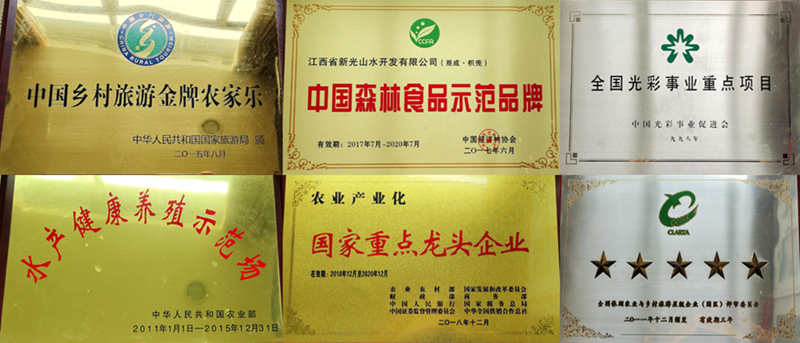 CHINA RURAL TOURISM
中国乡村旅游金牌农家乐
中华人民共和国国家旅游局 颁
二〇一五年八月
CCFA
江西省新光山水开发有限公司(恩威·枳壳)
中国森林食品示范品牌
有效期:2017年7月-2020年7月
中国经济林协会
二〇一七年六月
全国光彩事业重点项目
中国光彩事业促进会
一九九八年
水产健康养殖示范场
中华人民共和国农业部
2011年1月1日—2015年12月31日
农业产业化
国家重点龙头企业
有效期:2018年12月至2020年12月
农业农村部 国家发展和改革委员会
财政部 商务部
中国人民银行 国家税务总局
中国证券监督管理委员会 中华全国供销合作总社
二〇一八年十二月
CLARTA
全国休闲农业与乡村旅游星级企业(园区)评审委员会
二〇一一年十二月颁发 有效期三年